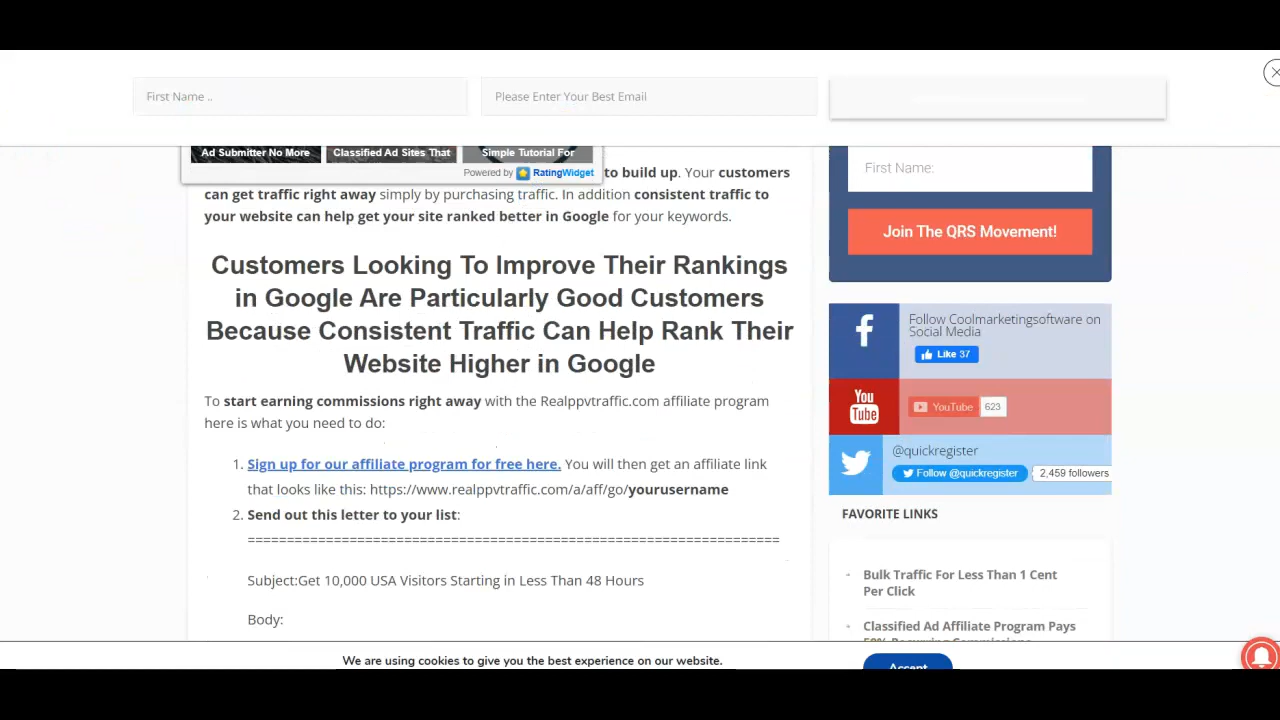 First Name ..
Please Enter Your Best Email
Ad Submitter No More
Classified Ad Sites That
Simple Tutorial For
Powered by RatingWidget
to build up. Your customers
can get traffic right away simply by purchasing traffic. In addition consistent traffic to
your website can help get your site ranked better in Google for your keywords.
Customers Looking To Improve Their Rankings
in Google Are Particularly Good Customers
Because Consistent Traffic Can Help Rank Their
Website Higher in Google
To start earning commissions right away with the Realppvtraffic.com affiliate program
here is what you need to do:
1. Sign up for our affiliate program for free here. You will then get an affiliate link
that looks like this: https://www.realppvtraffic.com/a/aff/go/yourusername
2. Send out this letter to your list:
====================================================================
Subject:Get 10,000 USA Visitors Starting in Less Than 48 Hours
Body:
First Name:
Join The QRS Movement!
Follow Coolmarketingsoftware on
Social Media
Like 37
You
Tube
YouTube 623
@quickregister
Follow @quickregister 2,459 followers
FAVORITE LINKS
Bulk Traffic For Less Than 1 Cent
Per Click
Classified Ad Affiliate Program Pays
50% Recurring Commissions
We are using cookies to give you the best experience on our website.
Accept